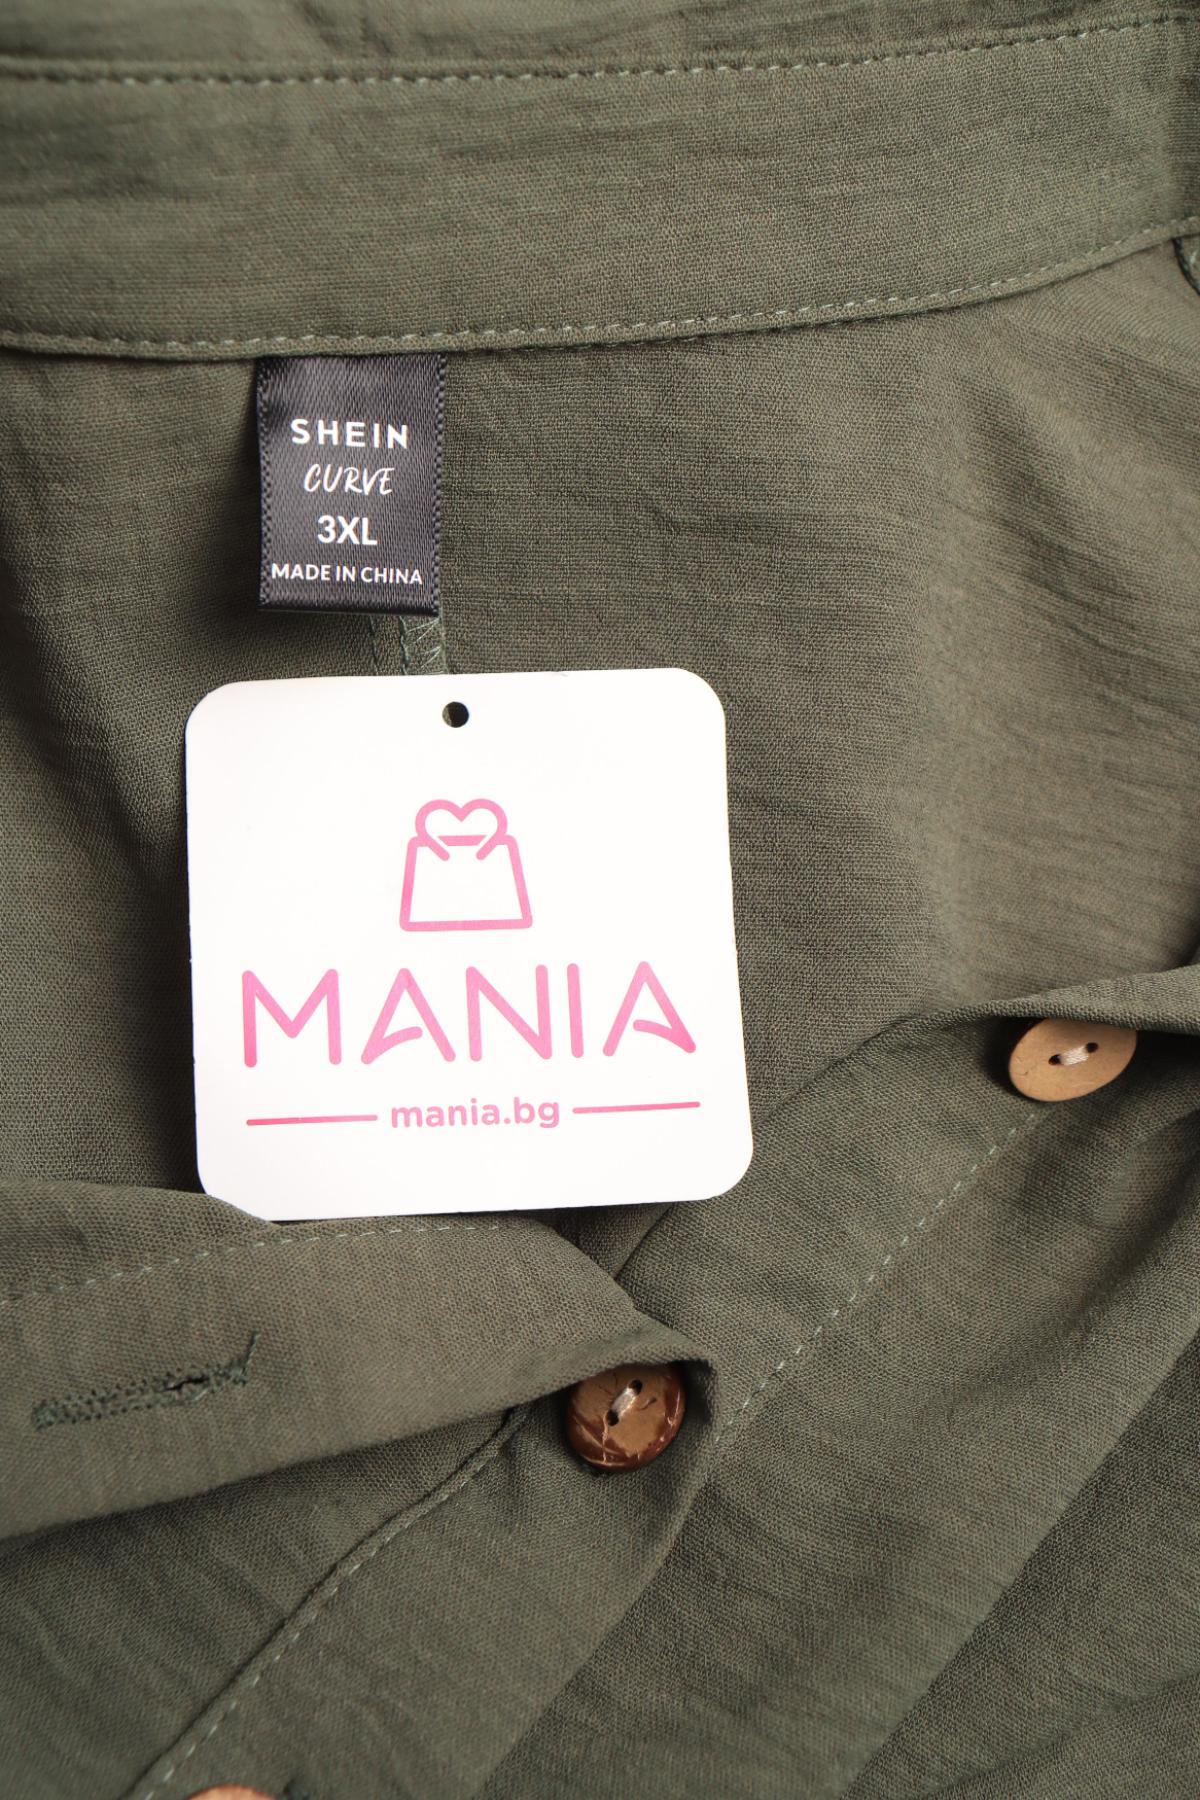 SHEIN
CURVE
3XL
MADE IN CHINA
MANIA
mania.bg